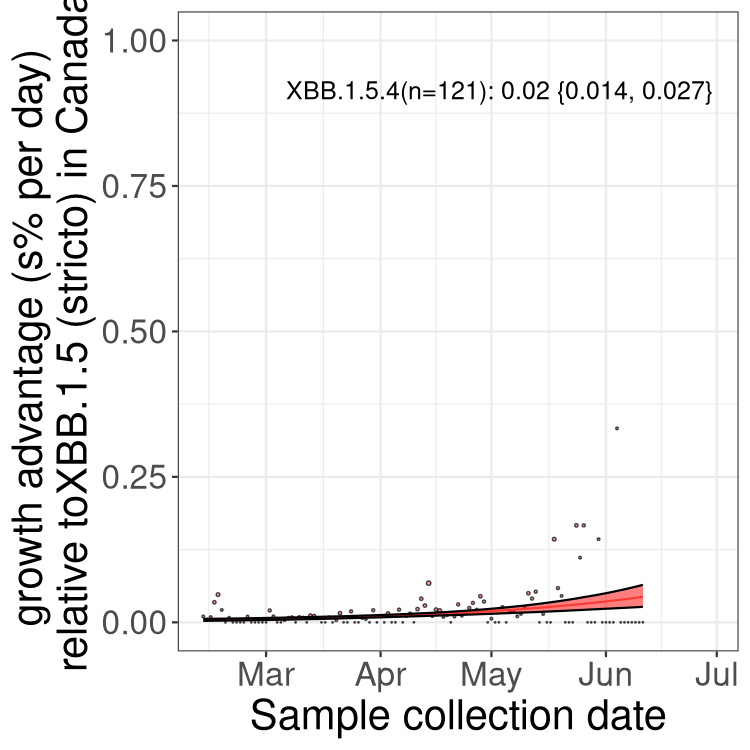 growth advantage (s% per day)
relative toXBB.1.5 (stricto) in Canada
1.00
0.75
0.50
0.25
0.00
XBB.1.5.4(n=121): 0.02 {0.014, 0.027}
Mar Apr May Jun Jul
Sample collection date